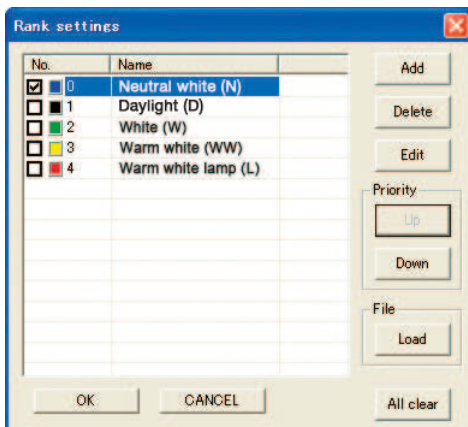 Rank settings
No. Name
0 Neutral white (N)
1 Daylight (D)
2 White (W)
3 Warm white (WW)
4 Warm white lamp (L)
Add
Delete
Edit
Priority
Up
Down
File
Load
All clear
OK CANCEL